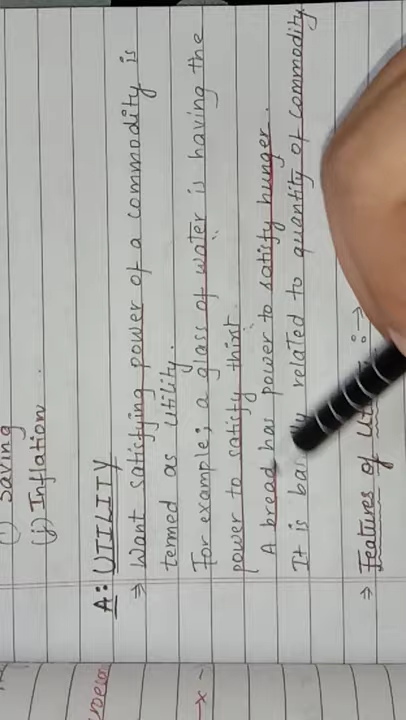 (i) Saving
(j) Inflation
A: UTILITY
⇒ Want satisfying power of a commodity is
termed as utility.
For example; a glass of water is having the
power to satisfy thirst.
A bread has power to satisfy hunger.
It is related to quantity of commodity.
⇒ Features of :→
-x-